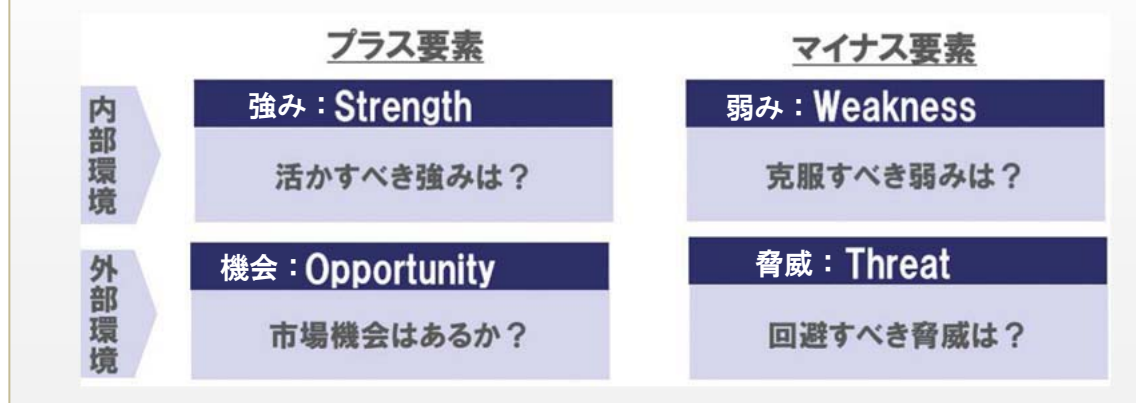 プラス要素
マイナス要素
内部環境
強み：Strength
弱み：Weakness
活かすべき強みは？
克服すべき弱みは？
外部環境
機会：Opportunity
脅威：Threat
市場機会はあるか？
回避すべき脅威は？